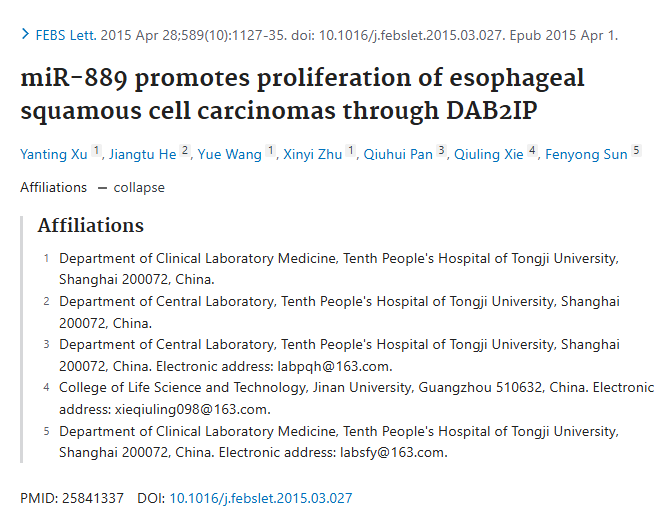 FEBS Lett. 2015 Apr 28;589(10):1127-35. doi: 10.1016/j.febslet.2015.03.027. Epub 2015 Apr 1.
miR-889 promotes proliferation of esophageal
squamous cell carcinomas through DAB2IP
Yanting Xu 1, Jiangtu He 2, Yue Wang 1, Xinyi Zhu 1, Qiuhui Pan 3, Qiuling Xie 4, Fenyong Sun 5
Affiliations − collapse
Affiliations
1 Department of Clinical Laboratory Medicine, Tenth People's Hospital of Tongji University,
Shanghai 200072, China.
2 Department of Central Laboratory, Tenth People's Hospital of Tongji University, Shanghai
200072, China.
3 Department of Central Laboratory, Tenth People's Hospital of Tongji University, Shanghai
200072, China. Electronic address: labpqh@163.com.
4 College of Life Science and Technology, Jinan University, Guangzhou 510632, China. Electronic
address: xieqiuling098@163.com.
5 Department of Clinical Laboratory Medicine, Tenth People's Hospital of Tongji University,
Shanghai 200072, China. Electronic address: labsfy@163.com.
PMID: 25841337 DOI: 10.1016/j.febslet.2015.03.027